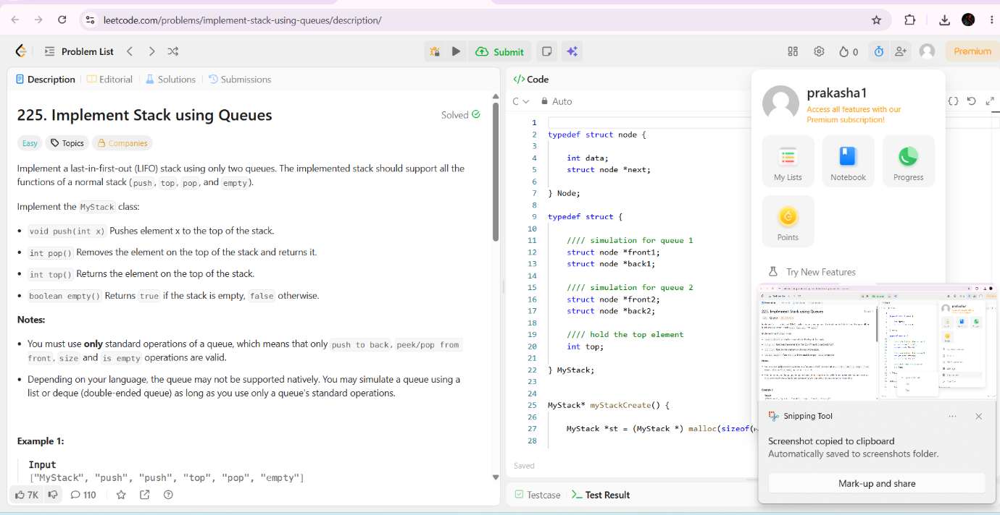 leetcode.com/problems/implement-stack-using-queues/description/
Problem List
Submit
0
Premium
Description
Editorial
Solutions
Submissions
225. Implement Stack using Queues
Solved
Easy
Topics
Companies
Implement a last-in-first-out (LIFO) stack using only two queues. The implemented stack should support all the
functions of a normal stack (push, top, pop, and empty).
Implement the MyStack class:
• void push(int x) Pushes element x to the top of the stack.
• int pop() Removes the element on the top of the stack and returns it.
• int top() Returns the element on the top of the stack.
• boolean empty() Returns true if the stack is empty, false otherwise.
Notes:
• You must use only standard operations of a queue, which means that only push to back, peek/pop from
front, size and is empty operations are valid.
• Depending on your language, the queue may not be supported natively. You may simulate a queue using a
list or deque (double-ended queue) as long as you use only a queue's standard operations.
Example 1:
Input
["MyStack", "push", "push", "top", "pop", "empty"]
7K
110
</> Code
C
Auto
{}
1
2 typedef struct node {
3
4 int data;
5 struct node *next;
6
7 } Node;
8
9 typedef struct {
10
11 //// simulation for queue 1
12 struct node *front1;
13 struct node *back1;
14
15 //// simulation for queue 2
16 struct node *front2;
17 struct node *back2;
18
19 //// hold the top element
20 int top;
21
22 } MyStack;
23
24
25 MyStack* myStackCreate() {
26
27 MyStack *st = (MyStack *) malloc(sizeof(
28
Saved
Testcase
Test Result
prakasha1
Access all features with our
Premium subscription!
My Lists
Notebook
Progress
Points
Try New Features
225. Implement Stack using Queues
Snipping Tool
Screenshot copied to clipboard
Automatically saved to screenshots folder.
Mark-up and share